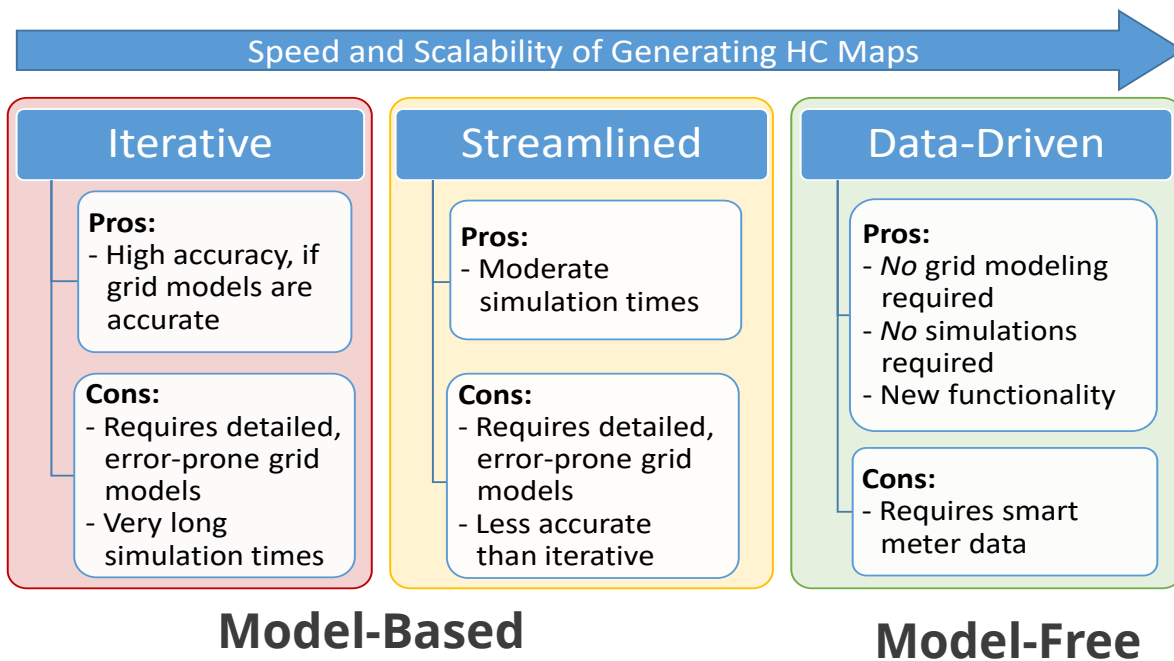 Speed and Scalability of Generating HC Maps
Iterative
Pros:
- High accuracy, if
grid models are
accurate
Cons:
- Requires detailed,
error-prone grid
models
- Very long
simulation times
Streamlined
Pros:
- Moderate
simulation times
Cons:
- Requires detailed,
error-prone grid
models
- Less accurate
than iterative
Data-Driven
Pros:
- No grid modeling
required
- No simulations
required
- New functionality
Cons:
- Requires smart
meter data
Model-Based
Model-Free